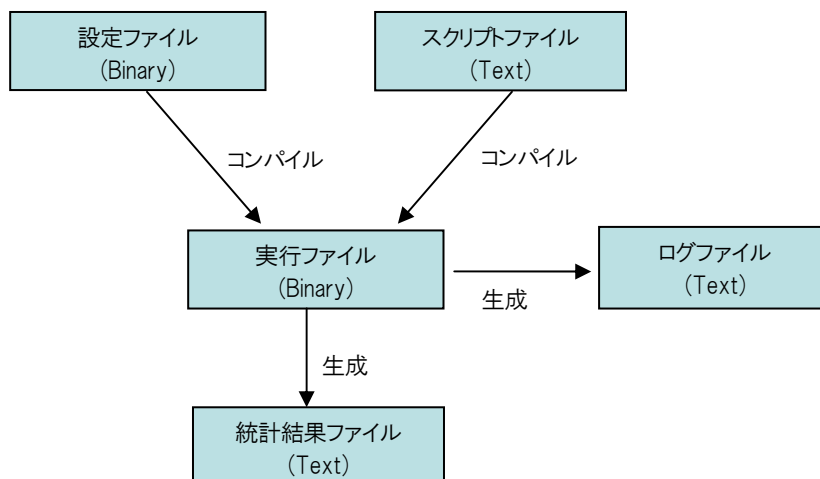 設定ファイル
(Binary)
スクリプトファイル
(Text)
コンパイル
コンパイル
実行ファイル
(Binary)
ログファイル
(Text)
生成
生成
統計結果ファイル
(Text)